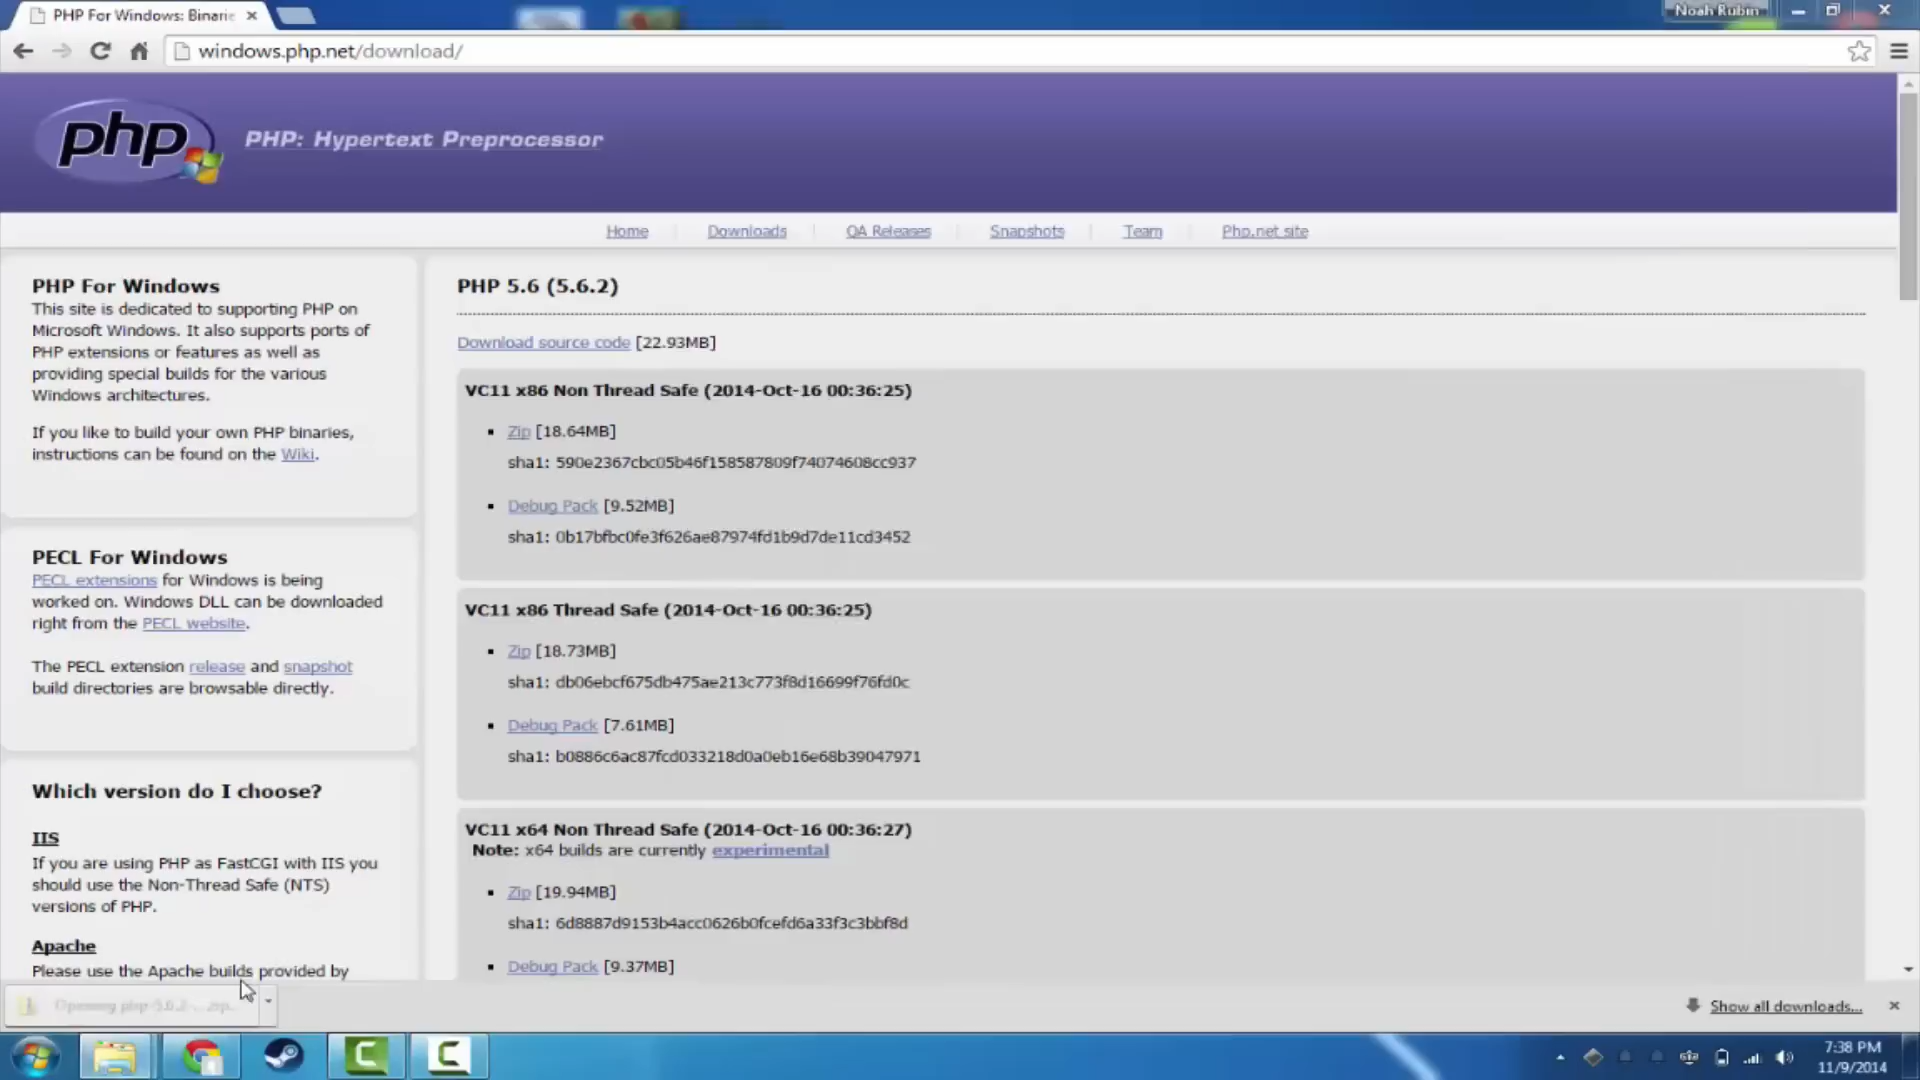 PHP For Windows: Binarie
Noah Rubin
windows.php.net/download/
php
PHP: Hypertext Preprocessor
Home
Downloads
QA Releases
Snapshots
Team
Php.net site
PHP For Windows
This site is dedicated to supporting PHP on
Microsoft Windows. It also supports ports of
PHP extensions or features as well as
providing special builds for the various
Windows architectures.
If you like to build your own PHP binaries,
instructions can be found on the Wiki.
PECL For Windows
PECL extensions for Windows is being
worked on. Windows DLL can be downloaded
right from the PECL website.
The PECL extension release and snapshot
build directories are browsable directly.
Which version do I choose?
IIS
If you are using PHP as FastCGI with IIS you
should use the Non-Thread Safe (NTS)
versions of PHP.
Apache
Please use the Apache builds provided by
PHP 5.6 (5.6.2)
Download source code [22.93MB]
VC11 x86 Non Thread Safe (2014-Oct-16 00:36:25)
Zip [18.64MB]
sha1: 590e2367cbc05b46f158587809f74074608cc937
Debug Pack [9.52MB]
sha1: 0b17bfbc0fe3f626ae87974fd1b9d7de11cd3452
VC11 x86 Thread Safe (2014-Oct-16 00:36:25)
Zip [18.73MB]
sha1: db06ebcf675db475ae213c773f8d16699f76fd0c
Debug Pack [7.61MB]
sha1: b0886c6ac87fcd033218d0a0eb16e68b39047971
VC11 x64 Non Thread Safe (2014-Oct-16 00:36:27)
Note: x64 builds are currently experimental
Zip [19.94MB]
sha1: 6d8887d9153b4acc0626b0fcefd6a33f3c3bbf8d
Debug Pack [9.37MB]
Opening php-5.6.2-...zip...
Show all downloads...
7:38 PM
11/9/2014